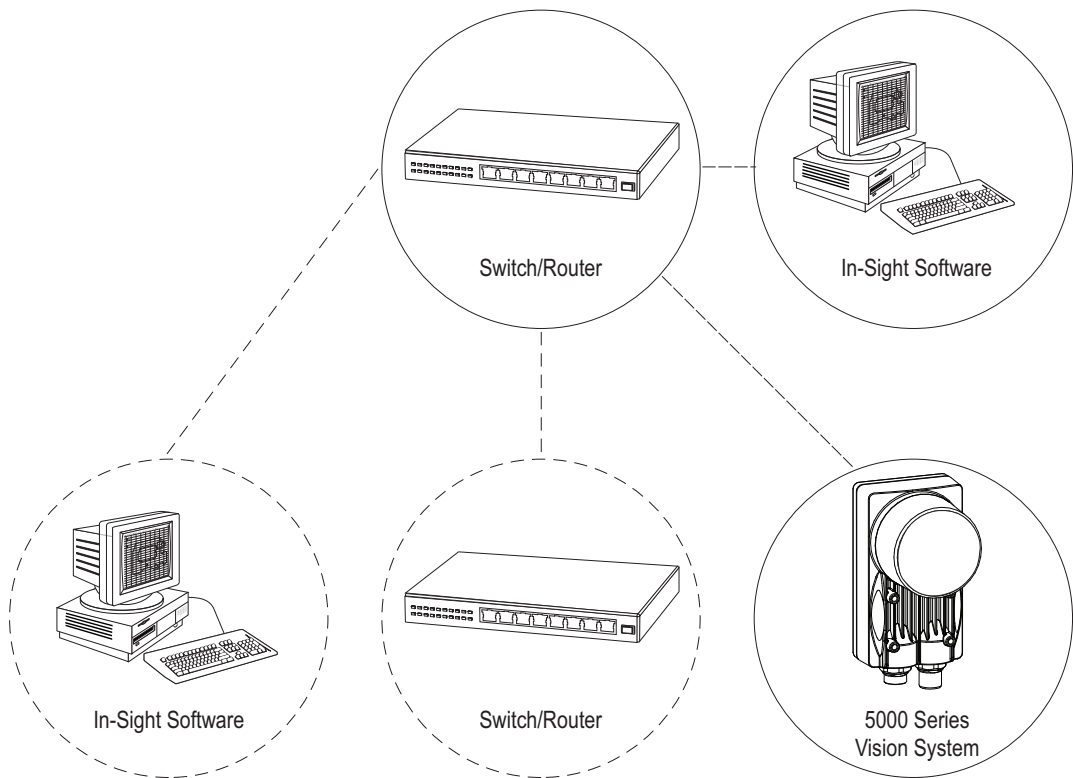 Switch/Router
In-Sight Software
In-Sight Software
Switch/Router
5000 Series
Vision System